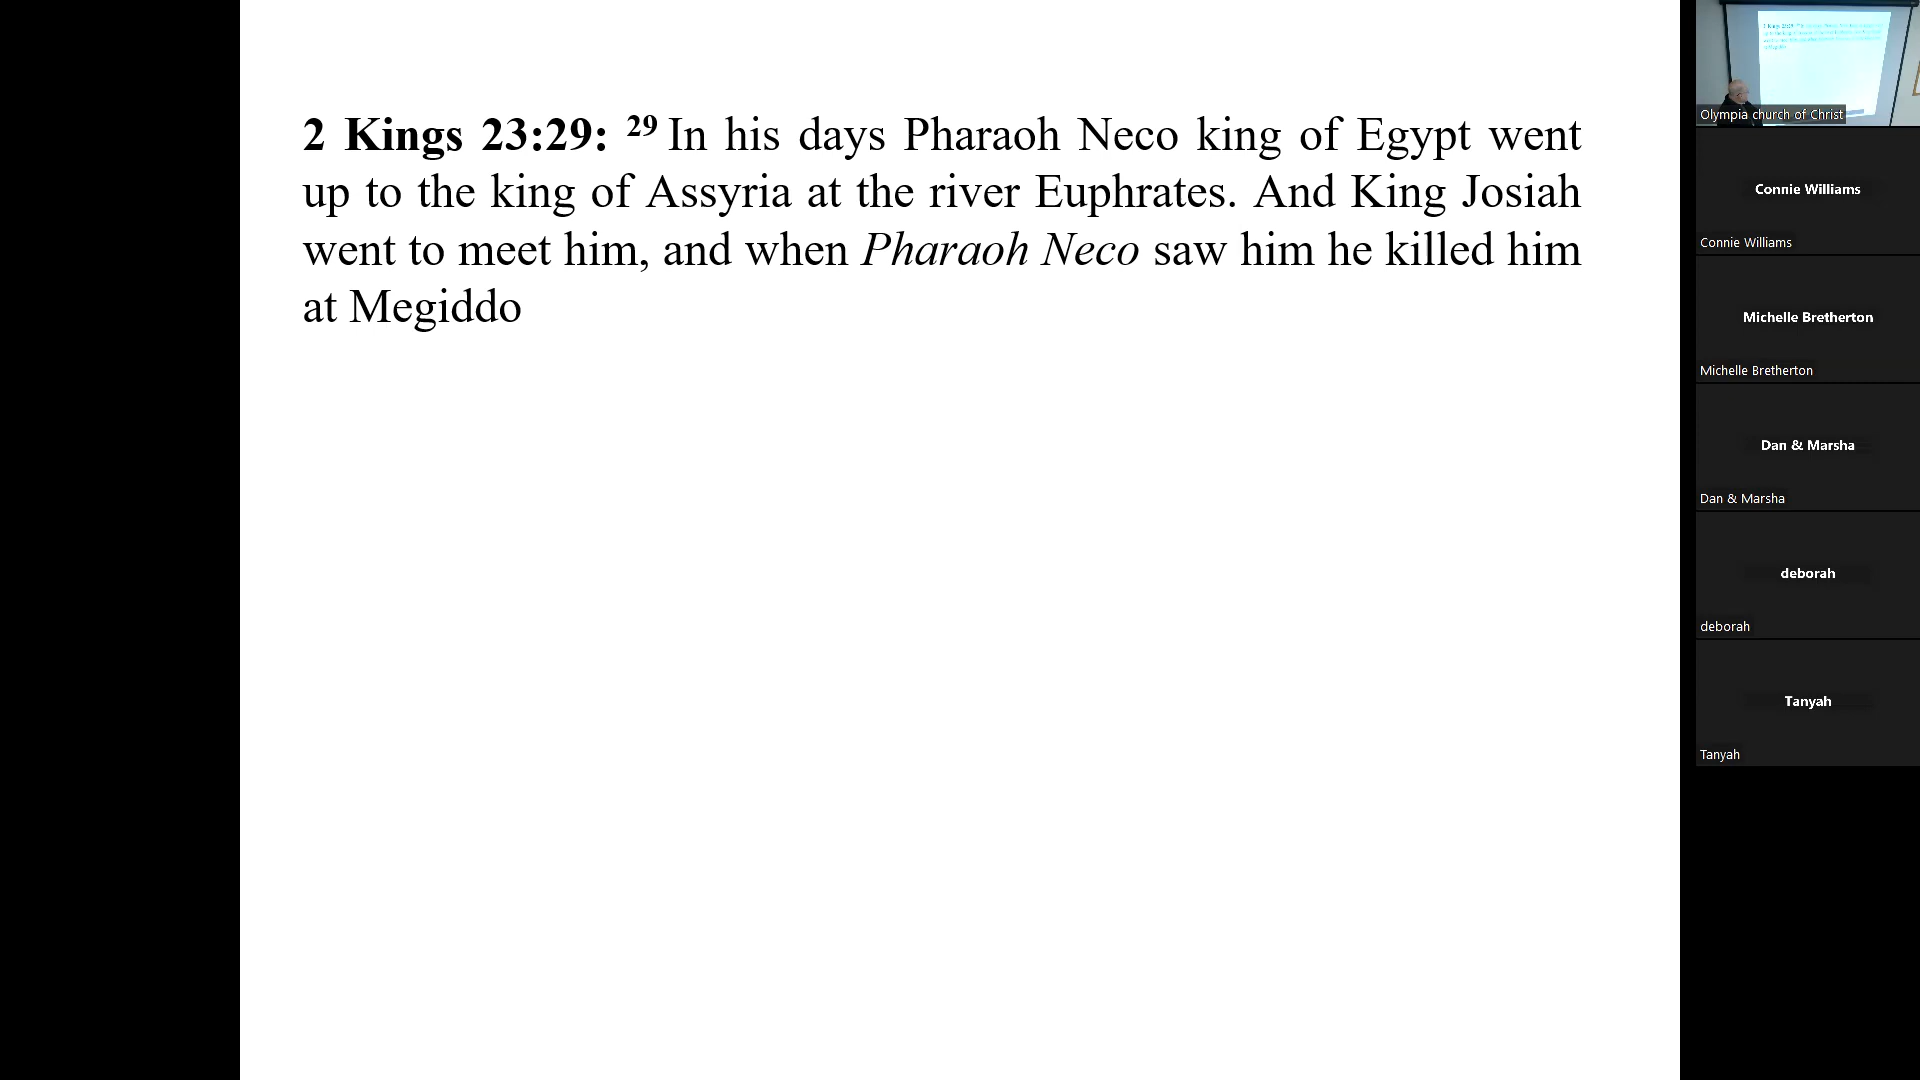 2 Kings 23:29: 29 In his days Pharaoh Neco king of Egypt went
up to the king of Assyria at the river Euphrates. And King Josiah
went to meet him, and when Pharaoh Neco saw him he killed him
at Megiddo
Olympia church of Christ
Connie Williams
Connie Williams
Michelle Bretherton
Michelle Bretherton
Dan & Marsha
Dan & Marsha
deborah
deborah
Tanyah
Tanyah